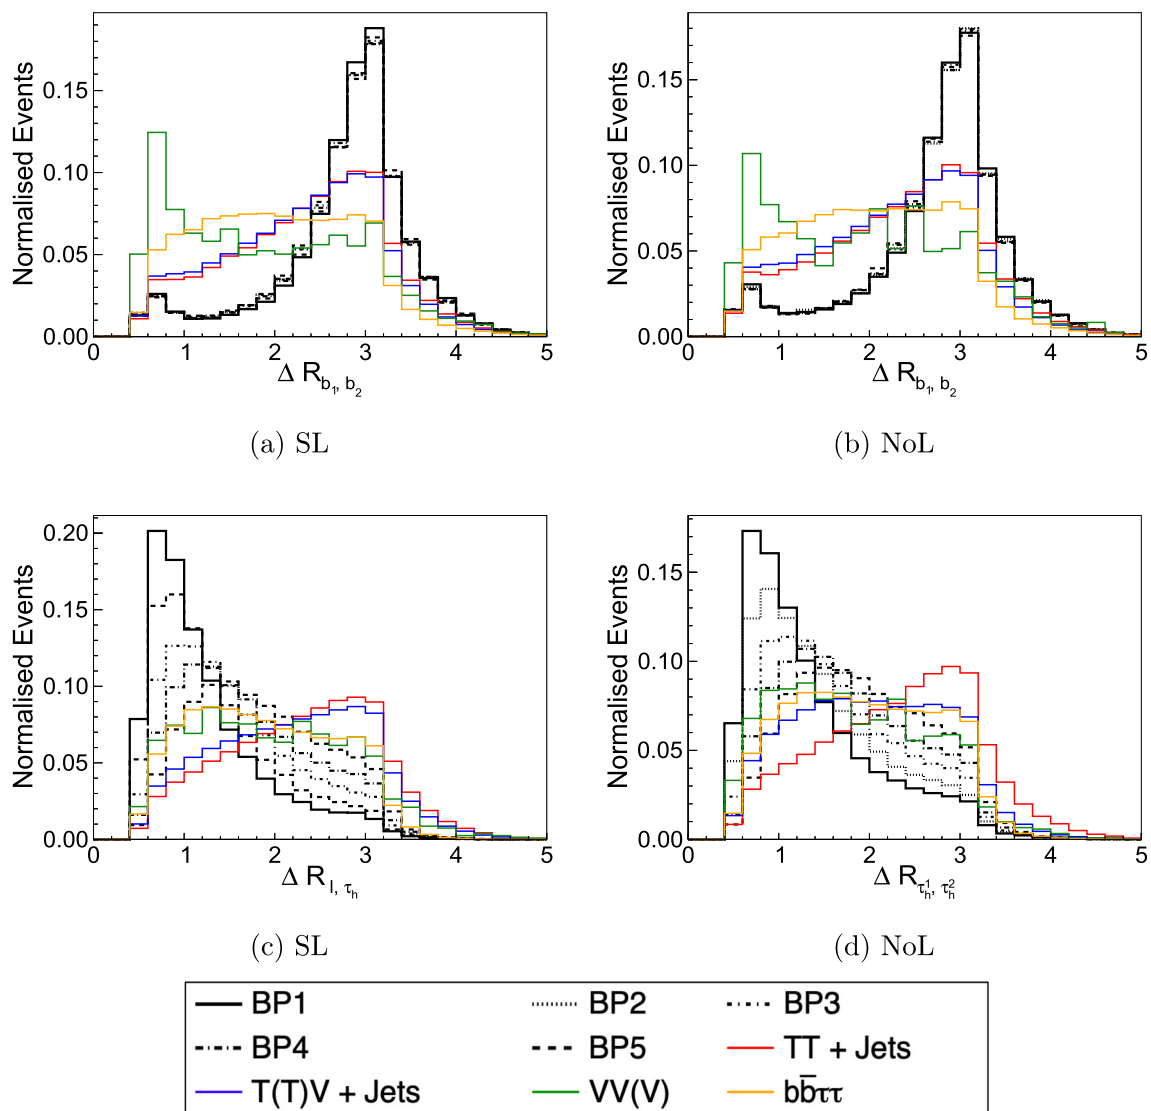 Normalised Events
0.15
0.10
0.05
0.00
0 1 2 3 4 5
Δ R b₁, b₂
(a) SL
Normalised Events
0.15
0.10
0.05
0.00
0 1 2 3 4 5
Δ R b₁, b₂
(b) NoL
Normalised Events
0.20
0.15
0.10
0.05
0.00
0 1 2 3 4 5
Δ R l, τₕ
(c) SL
Normalised Events
0.15
0.10
0.05
0.00
0 1 2 3 4 5
Δ R τₕ¹, τₕ²
(d) NoL
BP1 BP2 BP3
BP4 BP5 TT + Jets
T(T)V + Jets VV(V) bb̄ττ